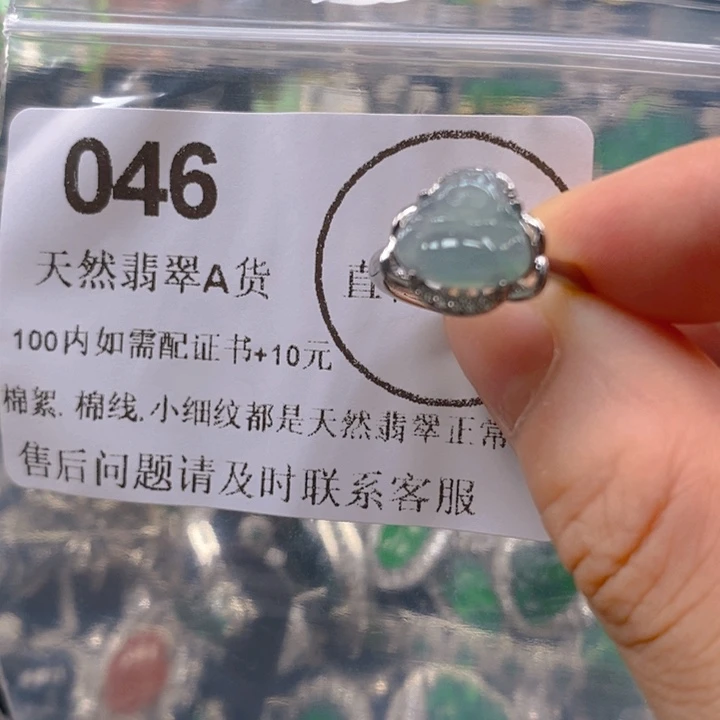 046
天然翡翠A货
直
100内如需配证书+10元
棉絮.棉线.小细纹都是天然翡翠正常
售后问题请及时联系客服